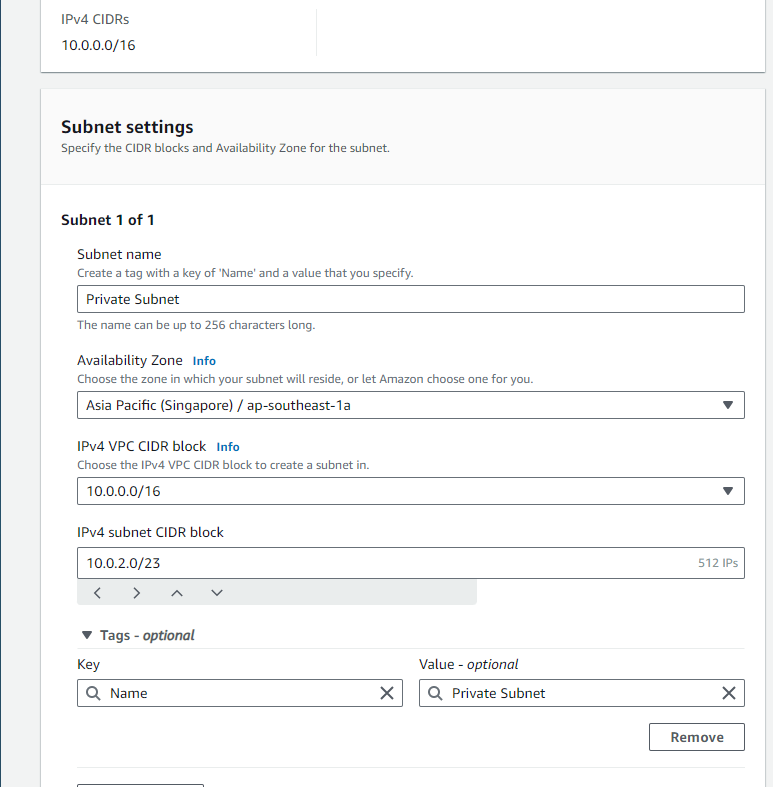 IPv4 CIDRs
10.0.0.0/16
Subnet settings
Specify the CIDR blocks and Availability Zone for the subnet.
Subnet 1 of 1
Subnet name
Create a tag with a key of 'Name' and a value that you specify.
Private Subnet
The name can be up to 256 characters long.
Availability Zone Info
Choose the zone in which your subnet will reside, or let Amazon choose one for you.
Asia Pacific (Singapore) / ap-southeast-1a
IPv4 VPC CIDR block Info
Choose the IPv4 VPC CIDR block to create a subnet in.
10.0.0.0/16
IPv4 subnet CIDR block
10.0.2.0/23 512 IPs
Tags - optional
Key Value - optional
Name Private Subnet
Remove